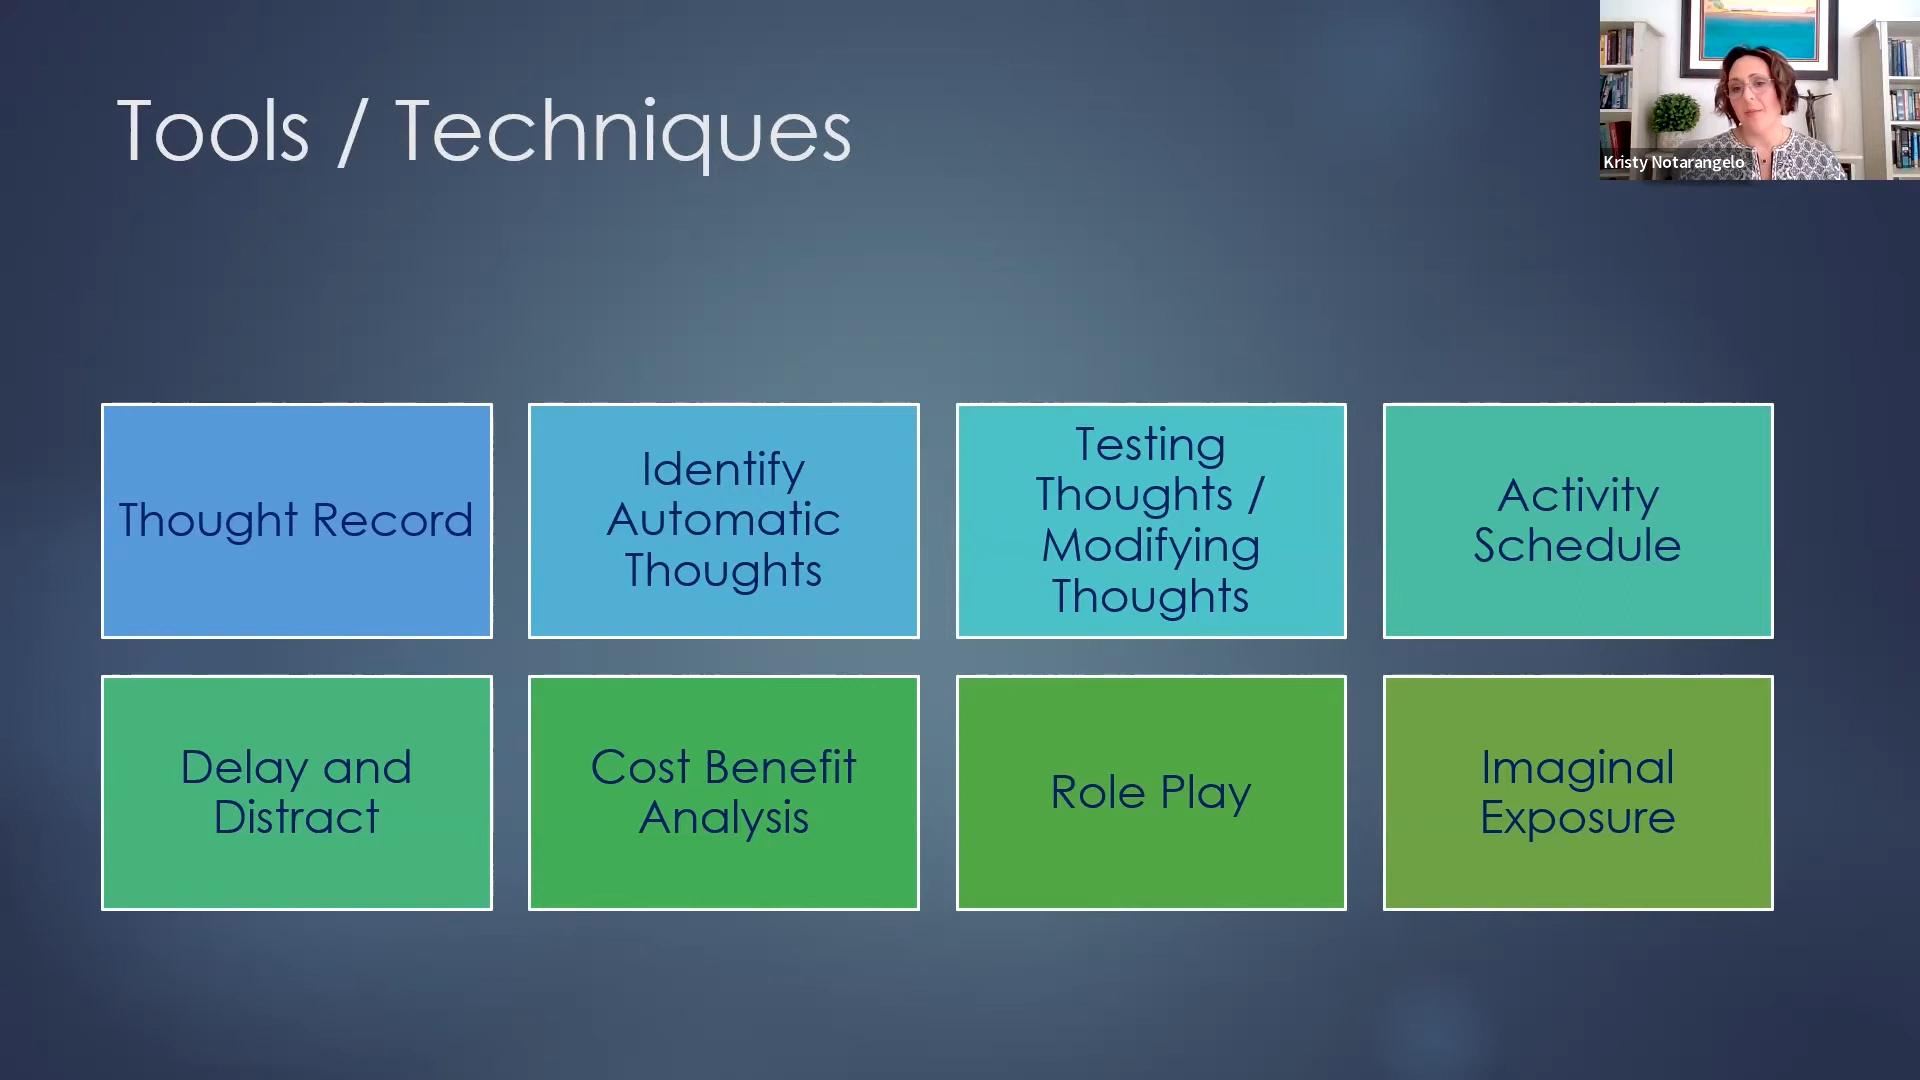 Tools / Techniques
Kristy Notarangelo
Thought Record
Identify
Automatic
Thoughts
Testing
Thoughts /
Modifying
Thoughts
Activity
Schedule
Delay and
Distract
Cost Benefit
Analysis
Role Play
Imaginal
Exposure